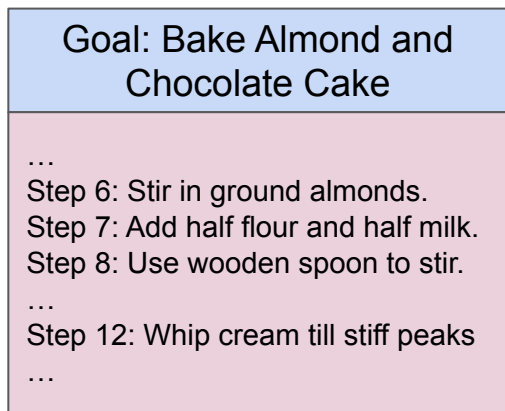 Goal: Bake Almond and
Chocolate Cake
…
Step 6: Stir in ground almonds.
Step 7: Add half flour and half milk.
Step 8: Use wooden spoon to stir.
…
Step 12: Whip cream till stiff peaks
…